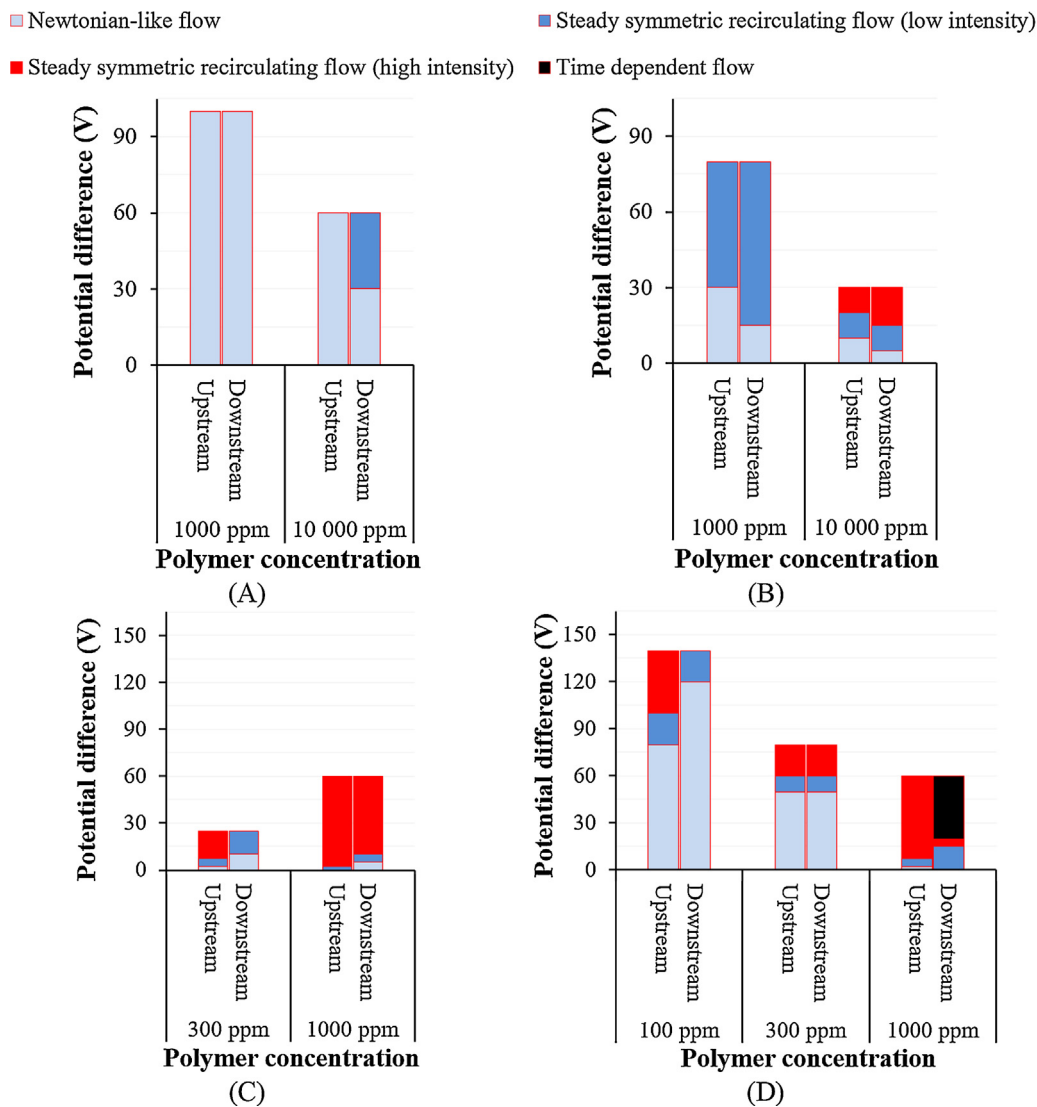 Newtonian-like flow
Steady symmetric recirculating flow (low intensity)
Steady symmetric recirculating flow (high intensity)
Time dependent flow
Potential difference (V)
90
60
30
0
Upstream
Downstream
Upstream
Downstream
1000 ppm
10 000 ppm
Polymer concentration
(A)
Potential difference (V)
90
60
30
0
Upstream
Downstream
Upstream
Downstream
1000 ppm
10 000 ppm
Polymer concentration
(B)
Potential difference (V)
150
120
90
60
30
0
Upstream
Downstream
Upstream
Downstream
300 ppm
1000 ppm
Polymer concentration
(C)
Potential difference (V)
150
120
90
60
30
0
Upstream
Downstream
Upstream
Downstream
Upstream
Downstream
100 ppm
300 ppm
1000 ppm
Polymer concentration
(D)